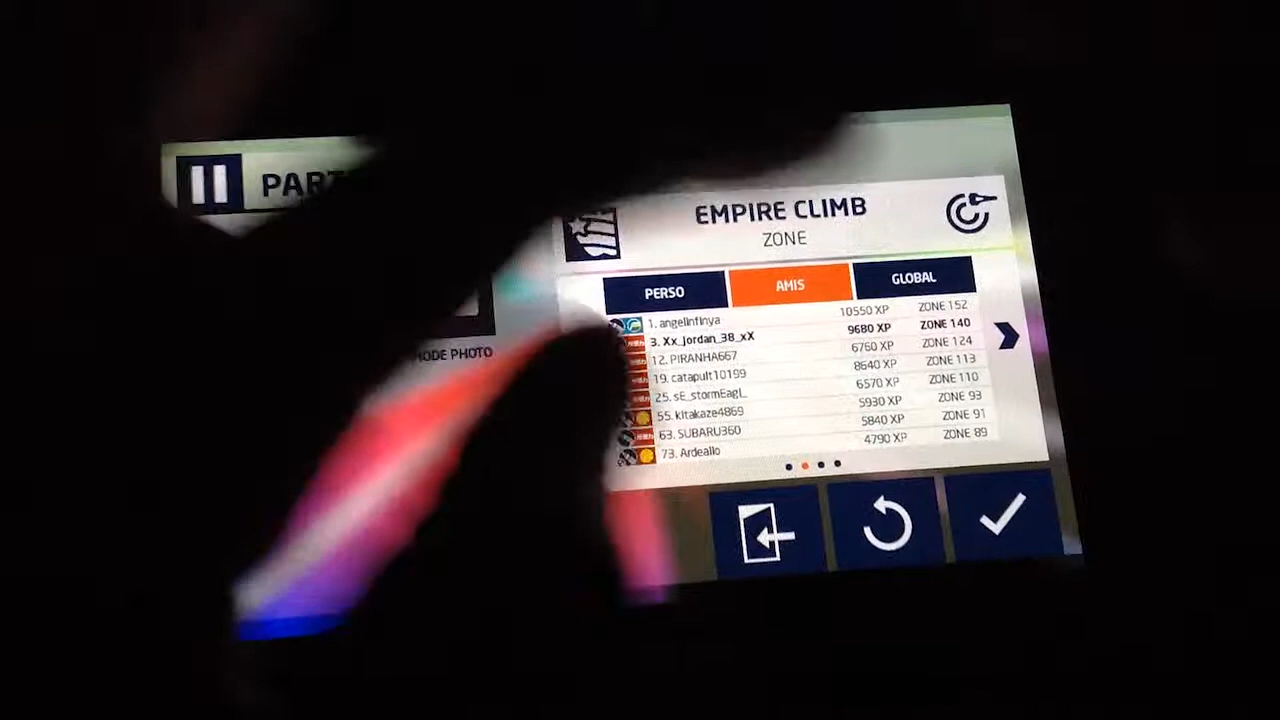 EMPIRE CLIMB
ZONE
PERSO AMIS GLOBAL
1. angelinfinya 10550 XP ZONE 152
3. Xx_jordan_38_xX 9680 XP ZONE 140
12. PIRANHA667 6760 XP ZONE 124
19. catapult10199 8640 XP ZONE 113
25. sE_stormEagL 6570 XP ZONE 110
55. kitakaze4869 5930 XP ZONE 93
63. SUBARU360 5840 XP ZONE 91
73. Ardeallo 4790 XP ZONE 89
PHOTO